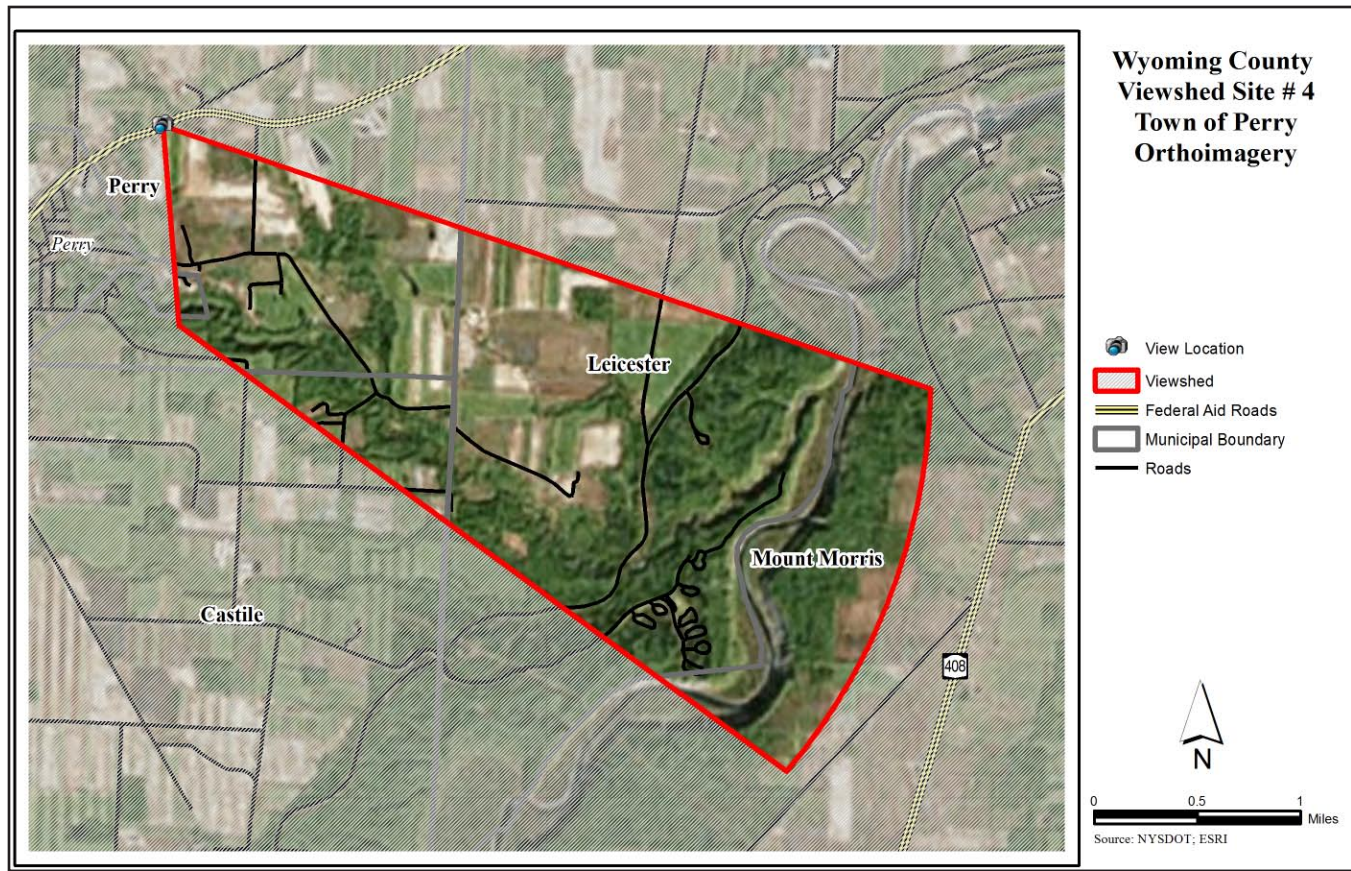 Wyoming County
Viewshed Site # 4
Town of Perry
Orthoimagery
Perry
Perry
Leicester
Mount Morris
Castile
408
View Location
Viewshed
Federal Aid Roads
Municipal Boundary
Roads
N
0 0.5 1
Miles
Source: NYSDOT; ESRI